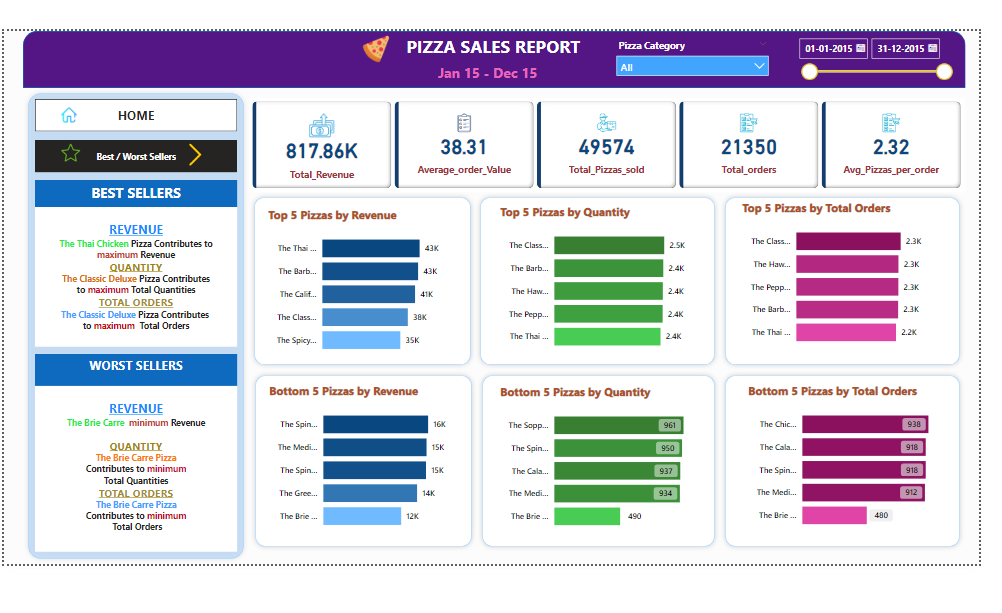 PIZZA SALES REPORT
Jan 15 - Dec 15
Pizza Category
All
01-01-2015
31-12-2015
HOME
Best / Worst Sellers
BEST SELLERS
REVENUE
The Thai Chicken Pizza Contributes to
maximum Revenue
QUANTITY
The Classic Deluxe Pizza Contributes
to maximum Total Quantities
TOTAL ORDERS
The Classic Deluxe Pizza Contributes
to maximum Total Orders
WORST SELLERS
REVENUE
The Brie Carre minimum Revenue
QUANTITY
The Brie Carre Pizza
Contributes to minimum
Total Quantities
TOTAL ORDERS
The Brie Carre Pizza
Contributes to minimum
Total Orders
817.86K
Total_Revenue
38.31
Average_order_Value
49574
Total_Pizzas_sold
21350
Total_orders
2.32
Avg_Pizzas_per_order
Top 5 Pizzas by Revenue
The Thai ... 43K
The Barb... 43K
The Calif... 41K
The Class... 38K
The Spicy... 35K
Top 5 Pizzas by Quantity
The Class... 2.5K
The Barb... 2.4K
The Haw... 2.4K
The Pepp... 2.4K
The Thai ... 2.4K
Top 5 Pizzas by Total Orders
The Class... 2.3K
The Haw... 2.3K
The Pepp... 2.3K
The Barb... 2.3K
The Thai ... 2.2K
Bottom 5 Pizzas by Revenue
The Spin... 16K
The Medi... 15K
The Spin... 15K
The Gree... 14K
The Brie ... 12K
Bottom 5 Pizzas by Quantity
The Sopp... 961
The Spin... 950
The Cala... 937
The Medi... 934
The Brie ... 490
Bottom 5 Pizzas by Total Orders
The Chic... 938
The Cala... 918
The Spin... 918
The Medi... 912
The Brie ... 480